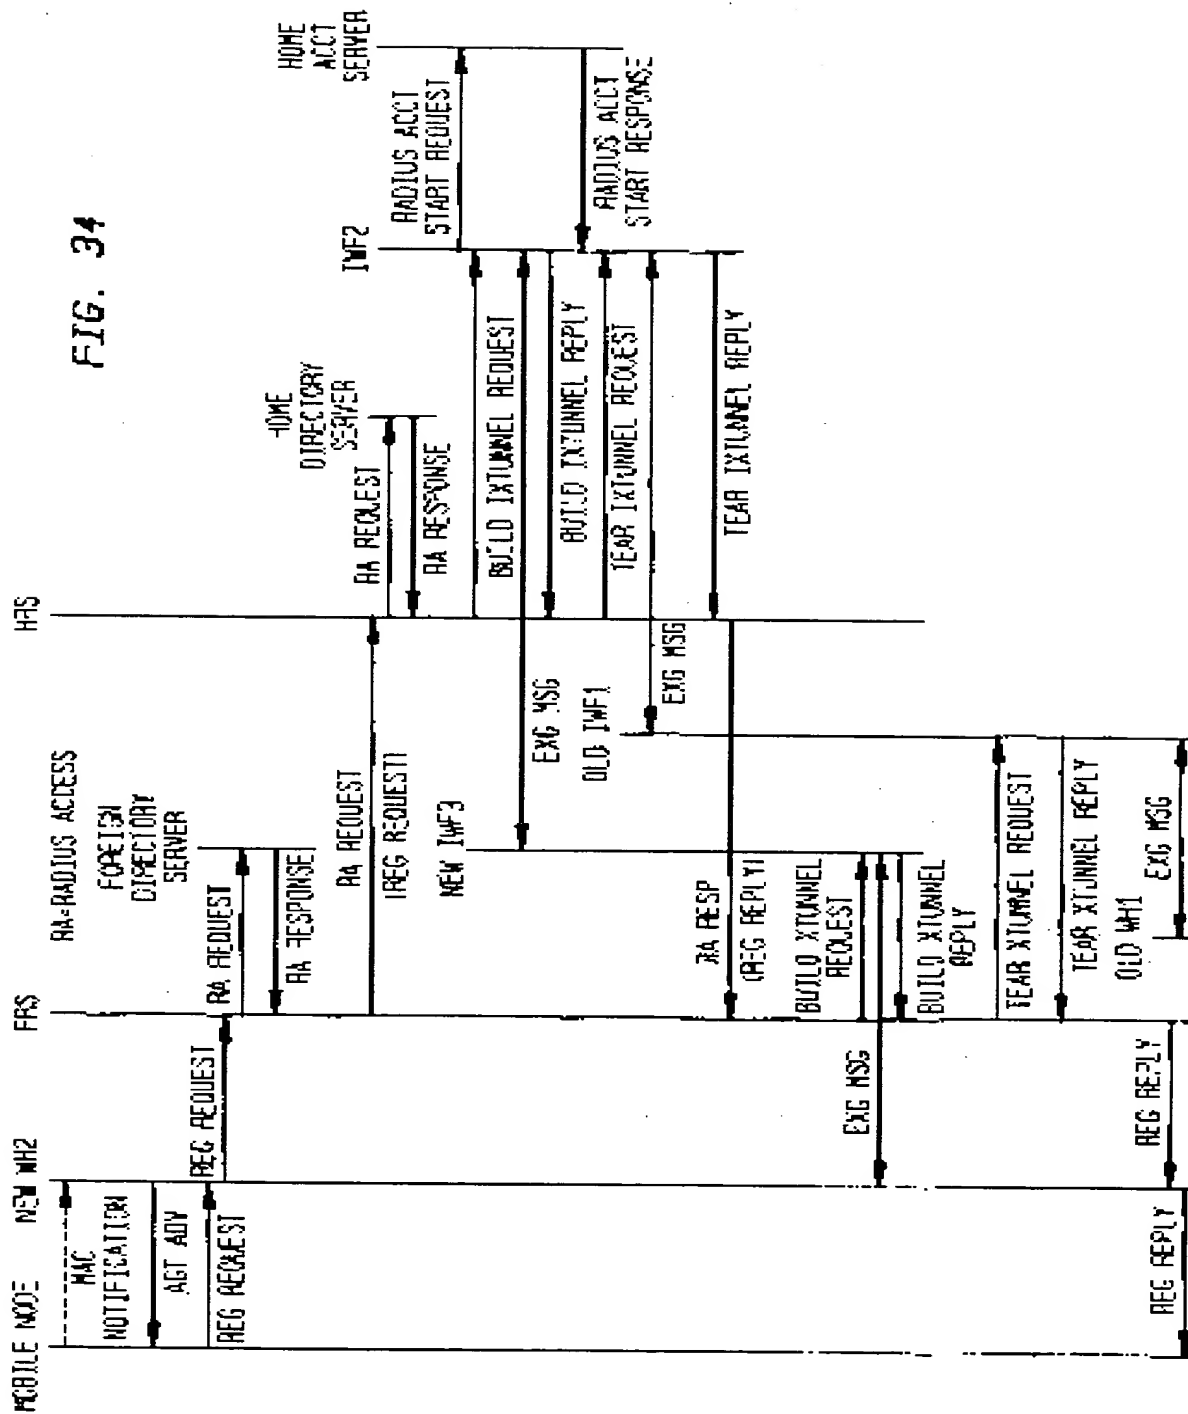 FIG. 34
RA=RADIUS ACCESS
MOBILE NODE
NEW WH2
FRS
FOREIGN
DIRECTORY
SERVER
HRS
HOME
DIRECTORY
SERVER
IWF2
HOME
ACCT
SERVER
MAC
NOTIFICATION
AGT ADV
REG REQUEST
REG REQUEST
RA REQUEST
RA RESPONSE
RA REQUEST
(REG REQUEST)
RA REQUEST
RA RESPONSE
RADIUS ACCT
START REQUEST
BUILD IXTUNNEL REQUEST
NEW IWF3
EXG MSG
BUILD IXTUNNEL REPLY
RADIUS ACCT
START RESPONSE
TEAR IXTUNNEL REQUEST
OLD IWF1
EXG MSG
TEAR IXTUNNEL REPLY
RA RESP
(REG REPLY)
BUILD XTUNNEL
REQUEST
EXG MSG
BUILD XTUNNEL
REPLY
TEAR XTUNNEL REQUEST
TEAR XTUNNEL REPLY
OLD WH1
EXG MSG
REG REPLY
REG REPLY